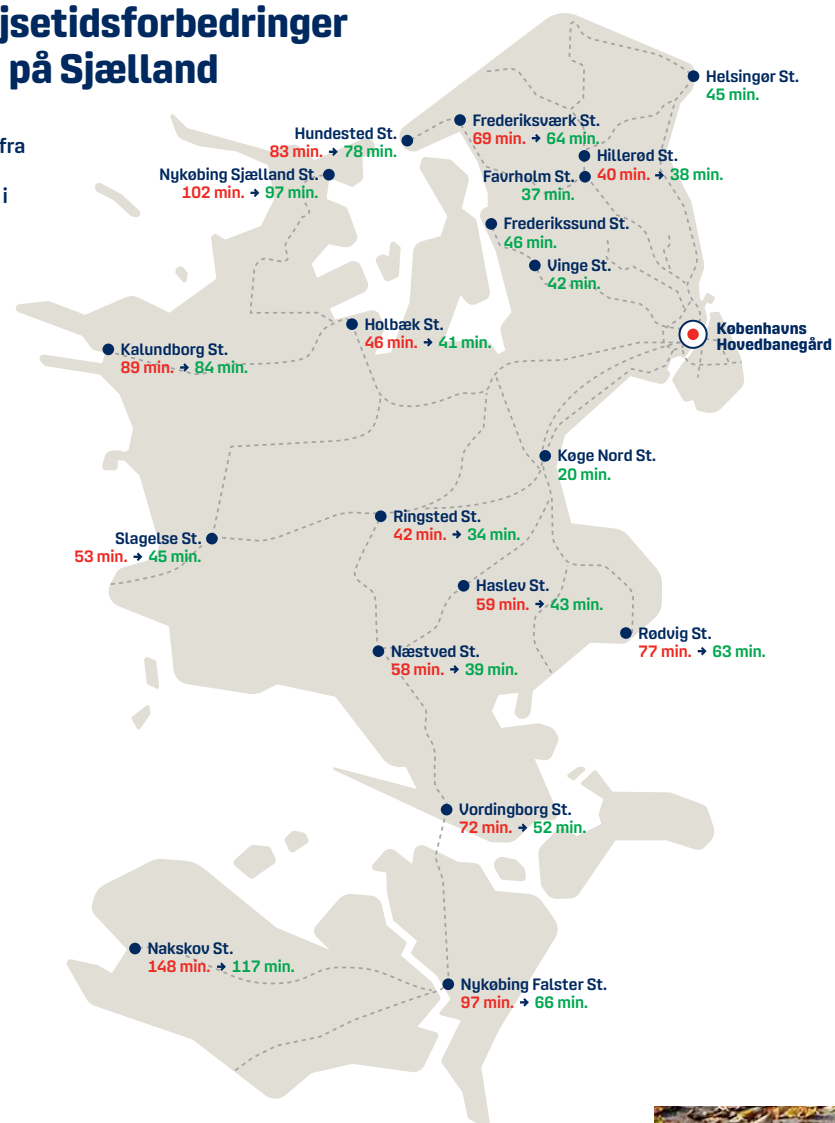 jsetidsforbedringer
på Sjælland
fra
i
Helsingør St.
45 min.
Frederiksværk St.
69 min. → 64 min.
Hundested St.
83 min. → 78 min.
Hillerød St.
40 min. → 38 min.
Nykøbing Sjælland St.
102 min. → 97 min.
Favrholm St.
37 min.
Frederikssund St.
46 min.
Vinge St.
42 min.
Holbæk St.
46 min. → 41 min.
Københavns
Hovedbanegård
Kalundborg St.
89 min. → 84 min.
Køge Nord St.
20 min.
Ringsted St.
42 min. → 34 min.
Slagelse St.
53 min. → 45 min.
Haslev St.
59 min. → 43 min.
Rødvig St.
77 min. → 63 min.
Næstved St.
58 min. → 39 min.
Vordingborg St.
72 min. → 52 min.
Nakskov St.
148 min. → 117 min.
Nykøbing Falster St.
97 min. → 66 min.